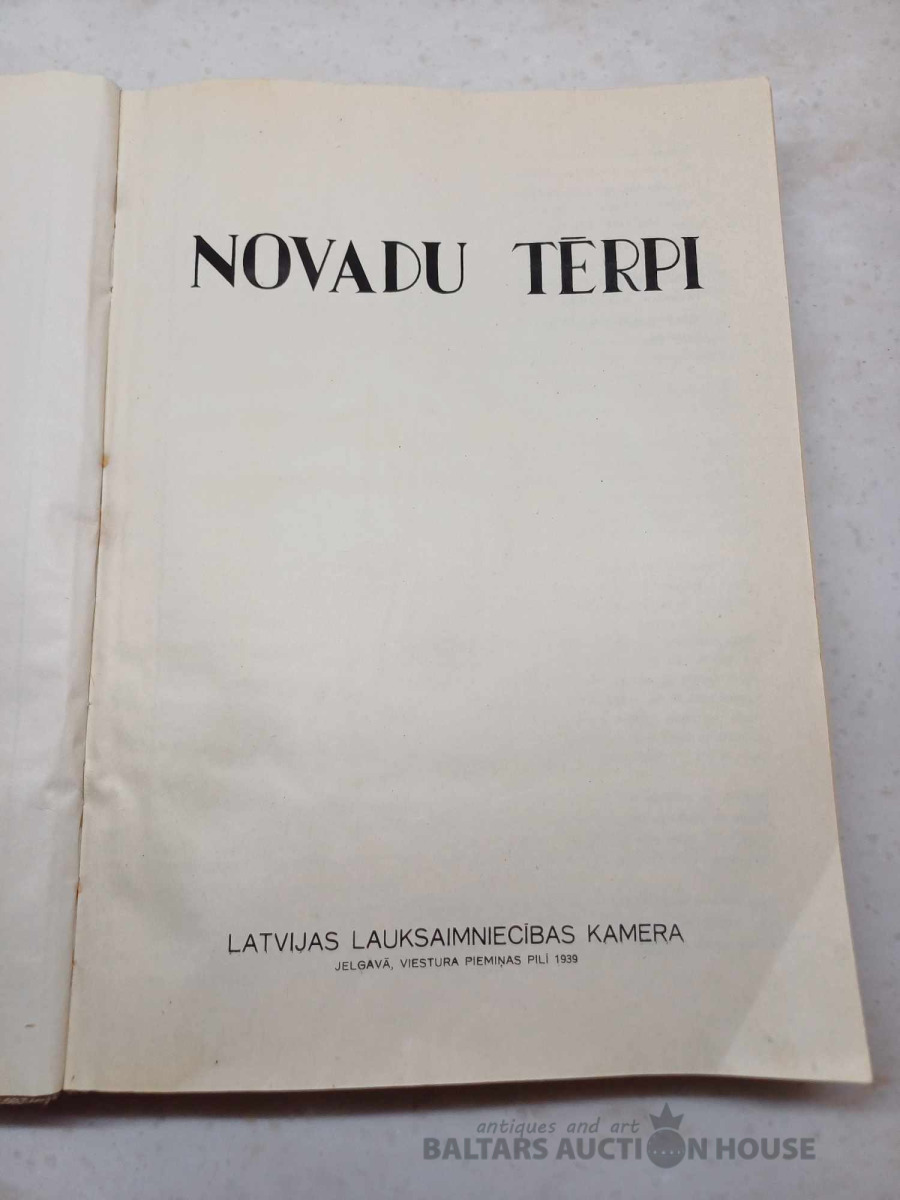 NOVADU TĒRPI
LATVIJAS LAUKSAIMNIECĪBAS KAMERA
JELGAVĀ, VIESTURA PIEMIŅAS PILĪ 1939
antiques and art
BALTARS AUCTION HOUSE